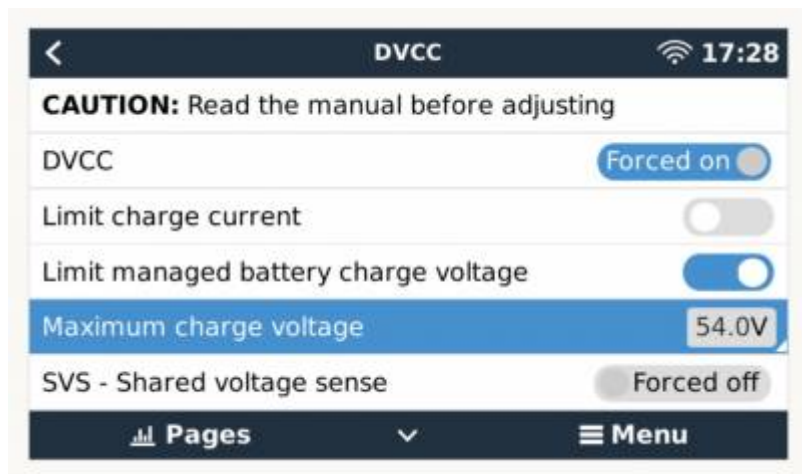 DVCC 17:28
CAUTION: Read the manual before adjusting
DVCC Forced on
Limit charge current
Limit managed battery charge voltage
Maximum charge voltage 54.0V
SVS - Shared voltage sense Forced off
Pages Menu